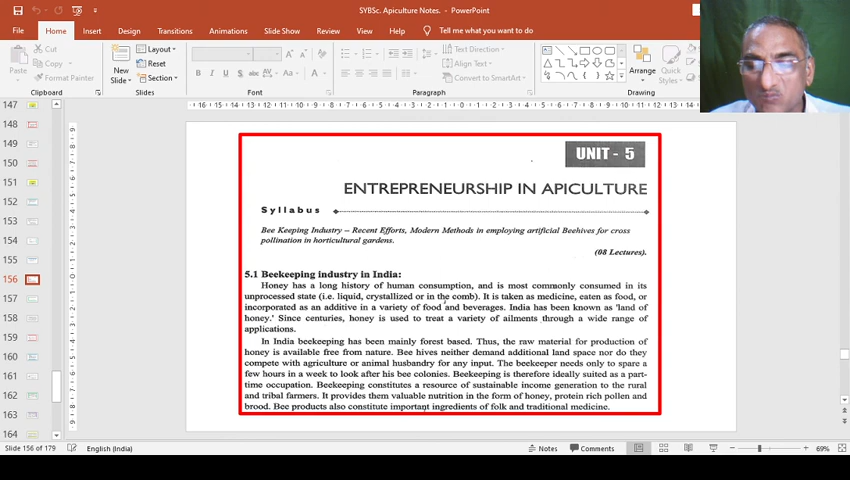 SYBSc. Apiculture Notes. - PowerPoint
File Home Insert Draw Design Transitions Animations Slide Show Review View Help Tell me what you want to do
Paste Cut Copy Format Painter
New Slide Layout Reset Section
B I U S Aa A
Text Direction Align Text Convert to SmartArt
Arrange Quick Styles
Clipboard Slides Font Paragraph Drawing
147
148
149
150
151
152
153
154
155
156
157
158
159
160
161
162
163
164
UNIT - 5
ENTREPRENEURSHIP IN APICULTURE
Syllabus
Bee Keeping Industry – Recent Efforts, Modern Methods in employing artificial Beehives for cross
pollination in horticultural gardens.
(08 Lectures).
5.1 Beekeeping industry in India:
Honey has a long history of human consumption, and is most commonly consumed in its
unprocessed state (i.e. liquid, crystallized or in the comb). It is taken as medicine, eaten as food, or
incorporated as an additive in a variety of food and beverages. India has been known as 'land of
honey.' Since centuries, honey is used to treat a variety of ailments through a wide range of
applications.
In India beekeeping has been mainly forest based. Thus, the raw material for production of
honey is available free from nature. Bee hives neither demand additional land space nor do they
compete with agriculture or animal husbandry for any input. The beekeeper needs only to spare a
few hours in a week to look after his bee colonies. Beekeeping is therefore ideally suited as a part-
time occupation. Beekeeping constitutes a resource of sustainable income generation to the rural
and tribal farmers. It provides them valuable nutrition in the form of honey, protein rich pollen and
brood. Bee products also constitute important ingredients of folk and traditional medicine.
Slide 156 of 179 English (India) Notes Comments 69%